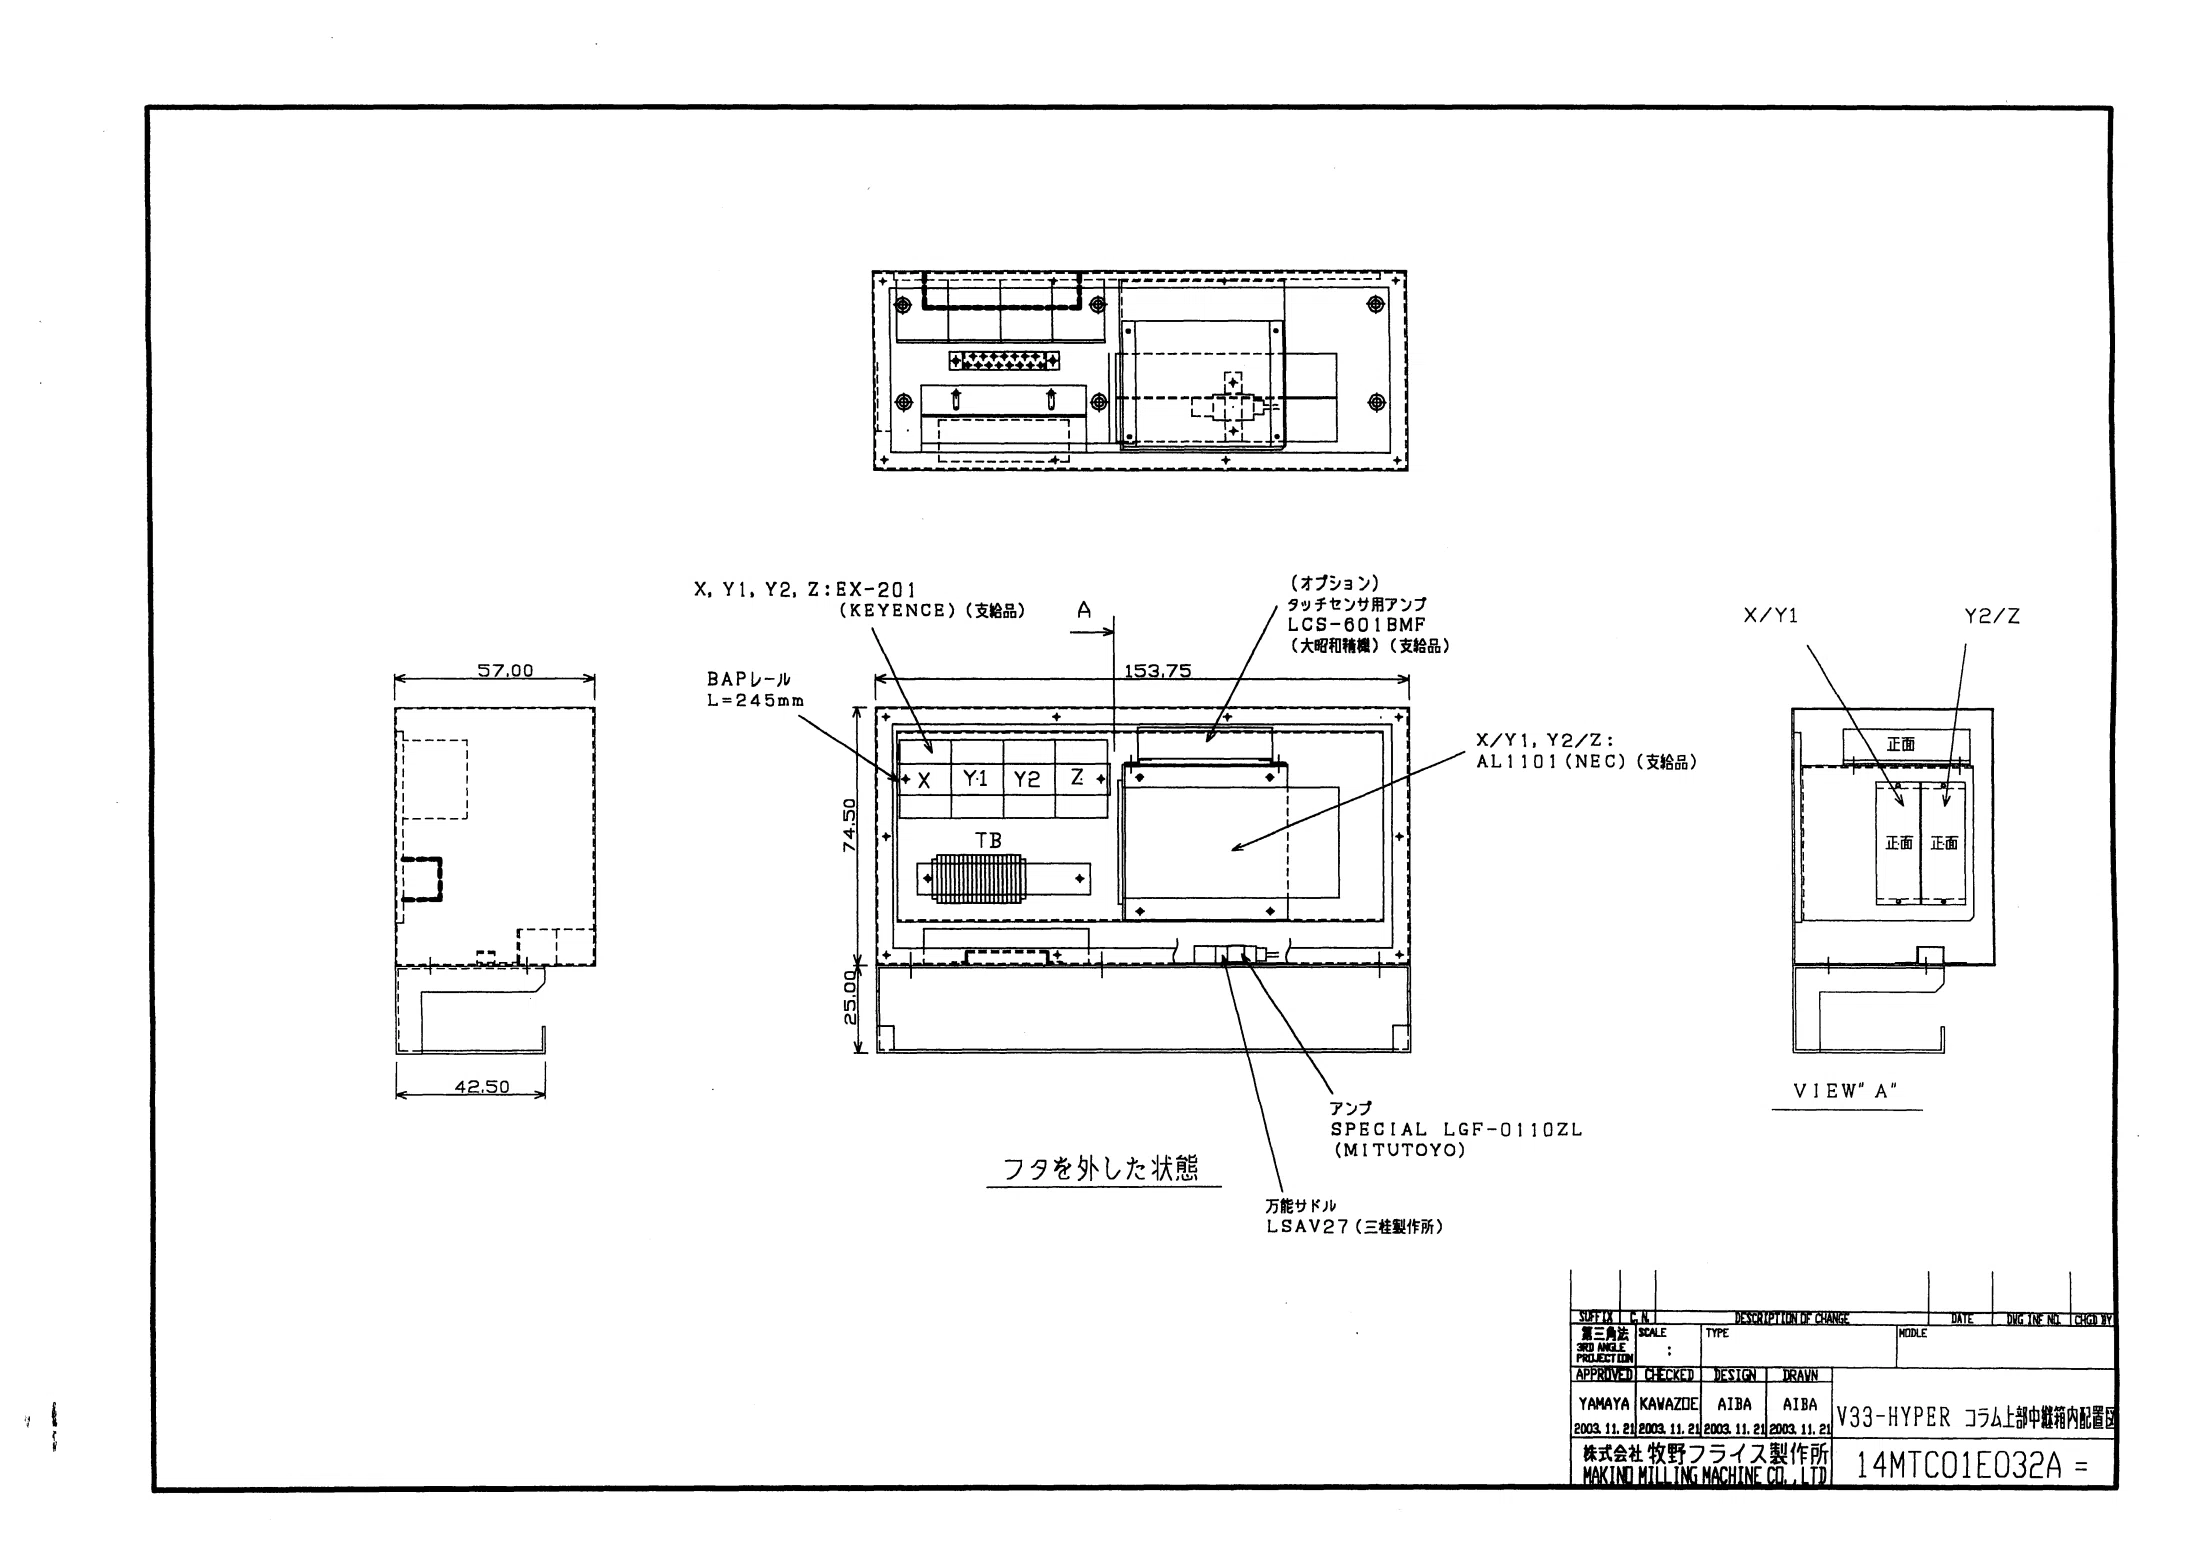 X, Y1, Y2, Z:EX-201
(KEYENCE)(支給品)
A
(オプション)
タッチセンサ用アンプ
LCS-601BMF
(大昭和精機)(支給品)
X/Y1
Y2/Z
57.00
BAPレール
L=245mm
153.75
X/Y1, Y2/Z:
AL1101(NEC)(支給品)
正面
X
Y1
Y2
Z
74.50
TB
正面
正面
25.00
42.50
VIEW"A"
アンプ
SPECIAL LGF-0110ZL
(MITUTOYO)
フタを外した状態
万能サドル
LSAV27(三桂製作所)
SUFFIX C.N. DESCRIPTION OF CHANGE DATE DWG INF NO. CHGD BY
第三角法
3RD ANGLE
PROJECTION
SCALE
:
TYPE
MODLE
APPROVED CHECKED DESIGN DRAWN
YAMAYA KAWAZOE AIBA AIBA
2003.11.21 2003.11.21 2003.11.21 2003.11.21
V33-HYPER コラム上部中継箱内配置図
株式会社 牧野フライス製作所
MAKINO MILLING MACHINE CO.,LTD
14MTC01E032A =